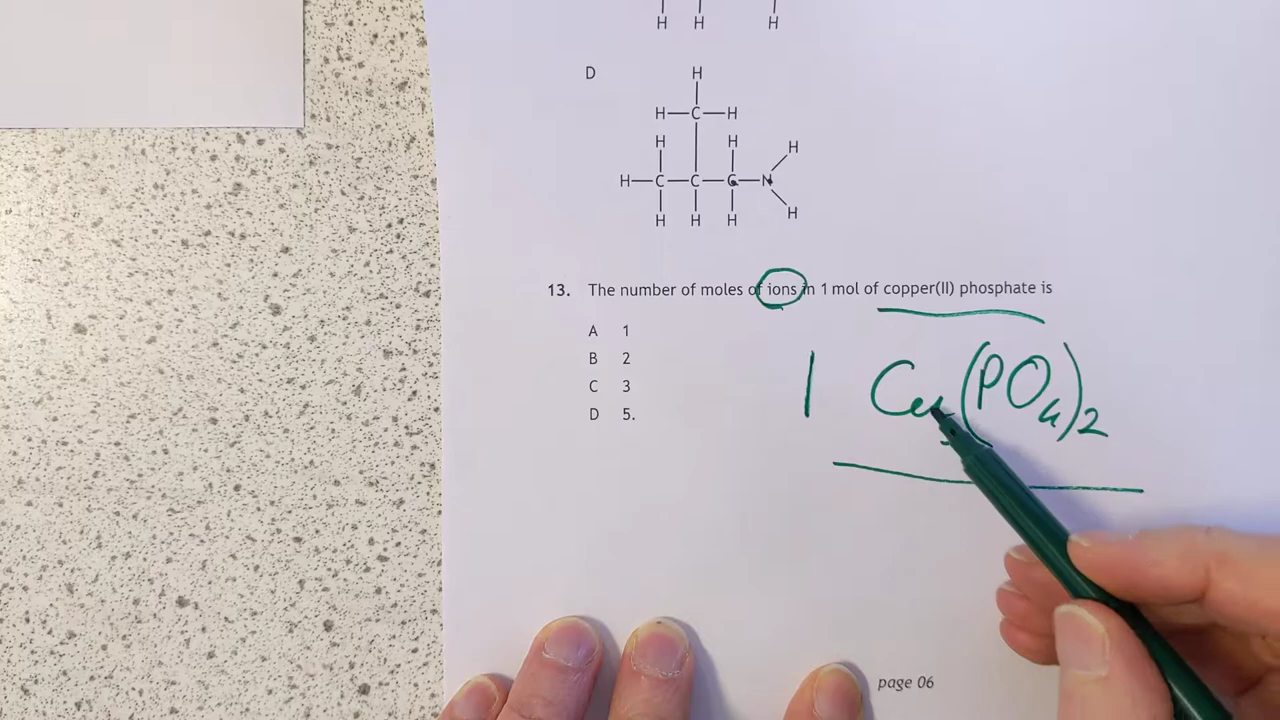 H H H
D
H
H—C—H
H H H
H—C—C—C—N
H H H H
13. The number of moles of ions in 1 mol of copper(II) phosphate is
A 1
B 2
C 3
D 5.
1 Cu (PO4)2
page 06